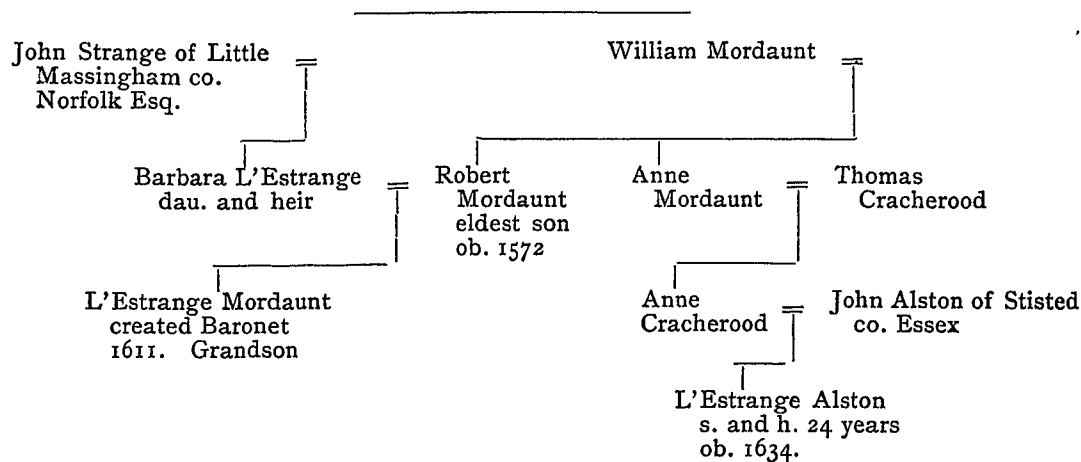 John Strange of Little
Massingham co.
Norfolk Esq.
=
William Mordaunt
=
Barbara L'Estrange
dau. and heir
=
Robert
Mordaunt
eldest son
ob. 1572
Anne
Mordaunt
=
Thomas
Cracherood
L'Estrange Mordaunt
created Baronet
1611. Grandson
Anne
Cracherood
=
John Alston of Stisted
co. Essex
L'Estrange Alston
s. and h. 24 years
ob. 1634.